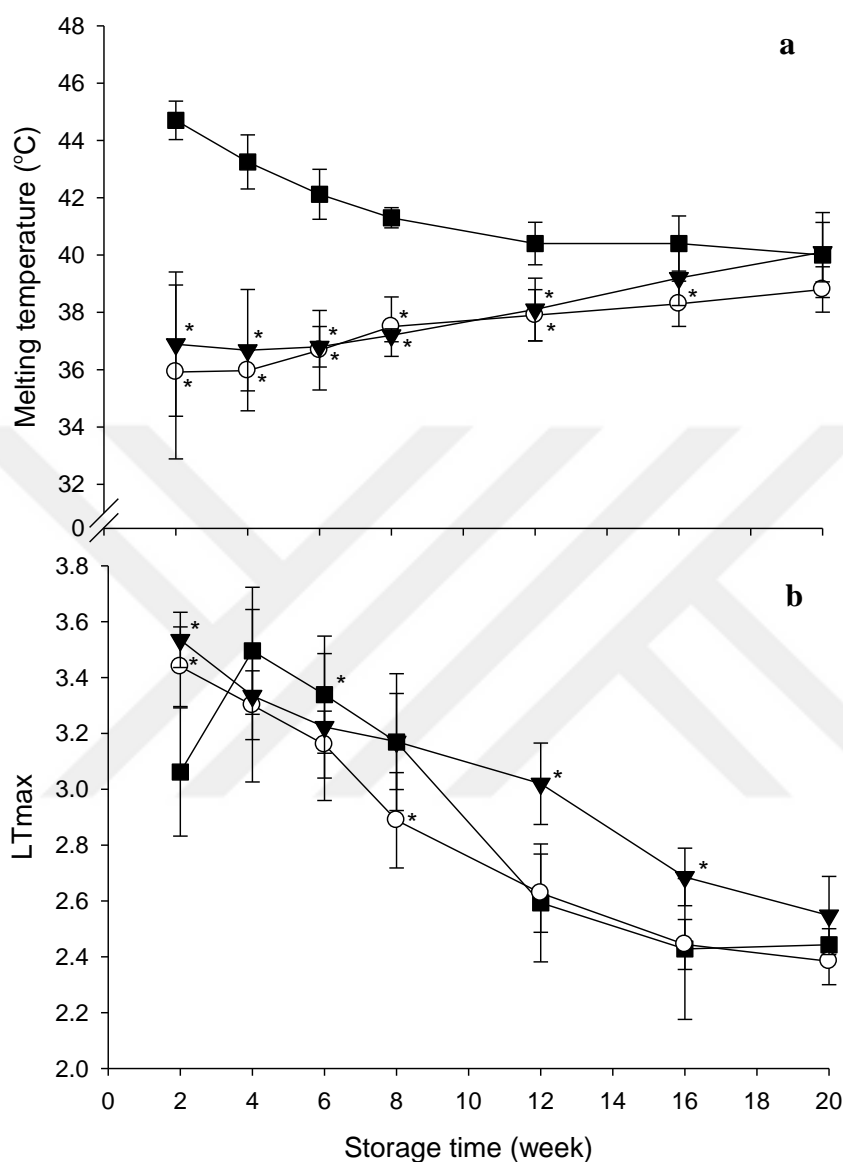 a
48
46
44
42
40
38
36
34
32
0
Melting temperature (°C)
* * * * * *
* * * * * *
b
3.8
3.6
3.4
3.2
3.0
2.8
2.6
2.4
2.2
2.0
LTmax
* * * * * *
0 2 4 6 8 10 12 14 16 18 20
Storage time (week)